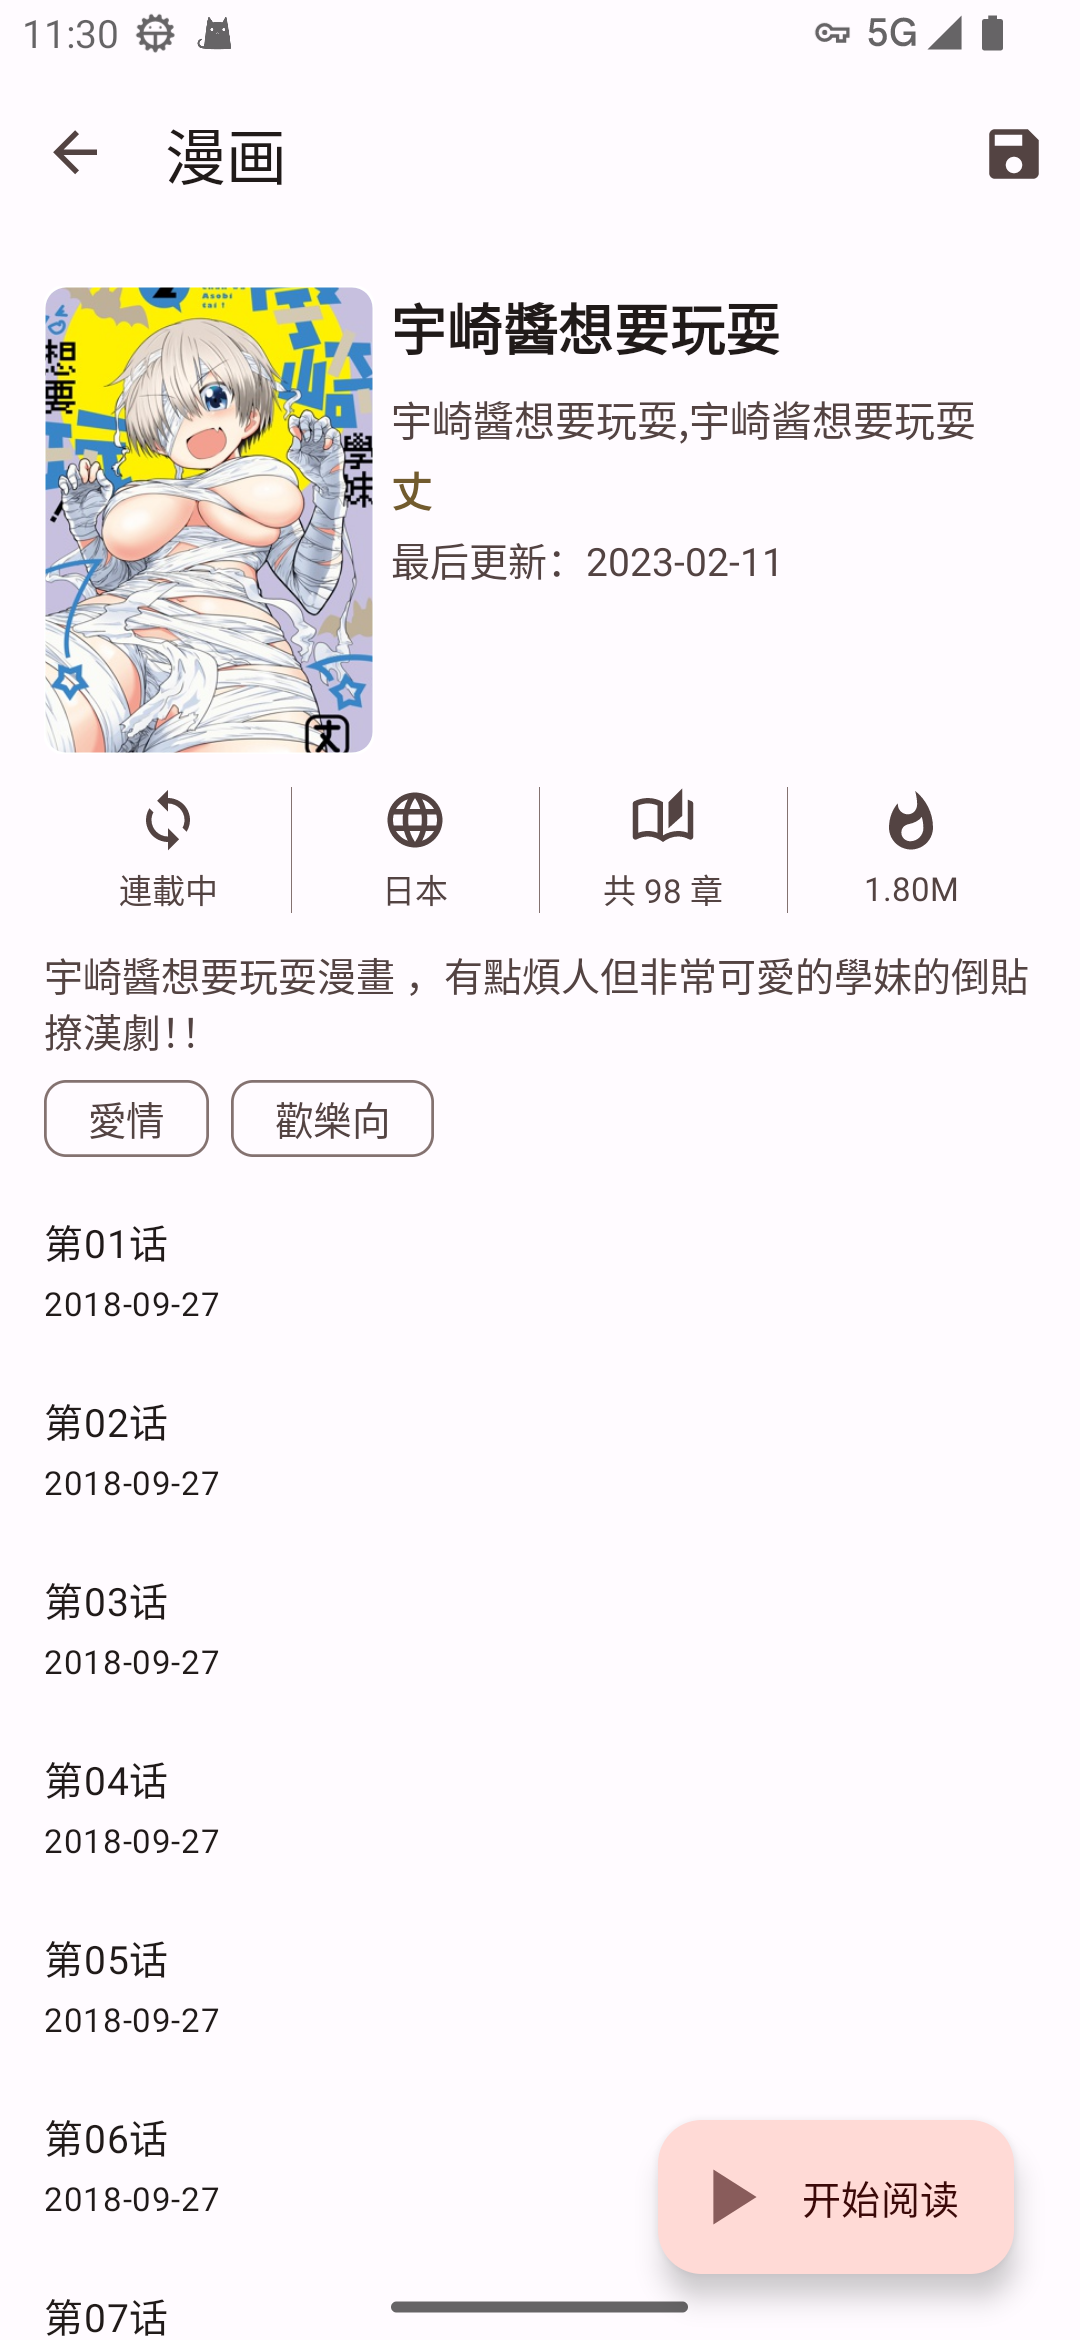 11:30
5G
漫画
2
Asobi
tai!
想要
學妹
丈
宇崎醬想要玩耍
宇崎醬想要玩耍,宇崎酱想要玩耍
丈
最后更新：2023-02-11
連載中
日本
共 98 章
1.80M
宇崎醬想要玩耍漫畫 ，有點煩人但非常可愛的學妹的倒貼
撩漢劇！！
愛情
歡樂向
第01话
2018-09-27
第02话
2018-09-27
第03话
2018-09-27
第04话
2018-09-27
第05话
2018-09-27
第06话
2018-09-27
开始阅读
第07话